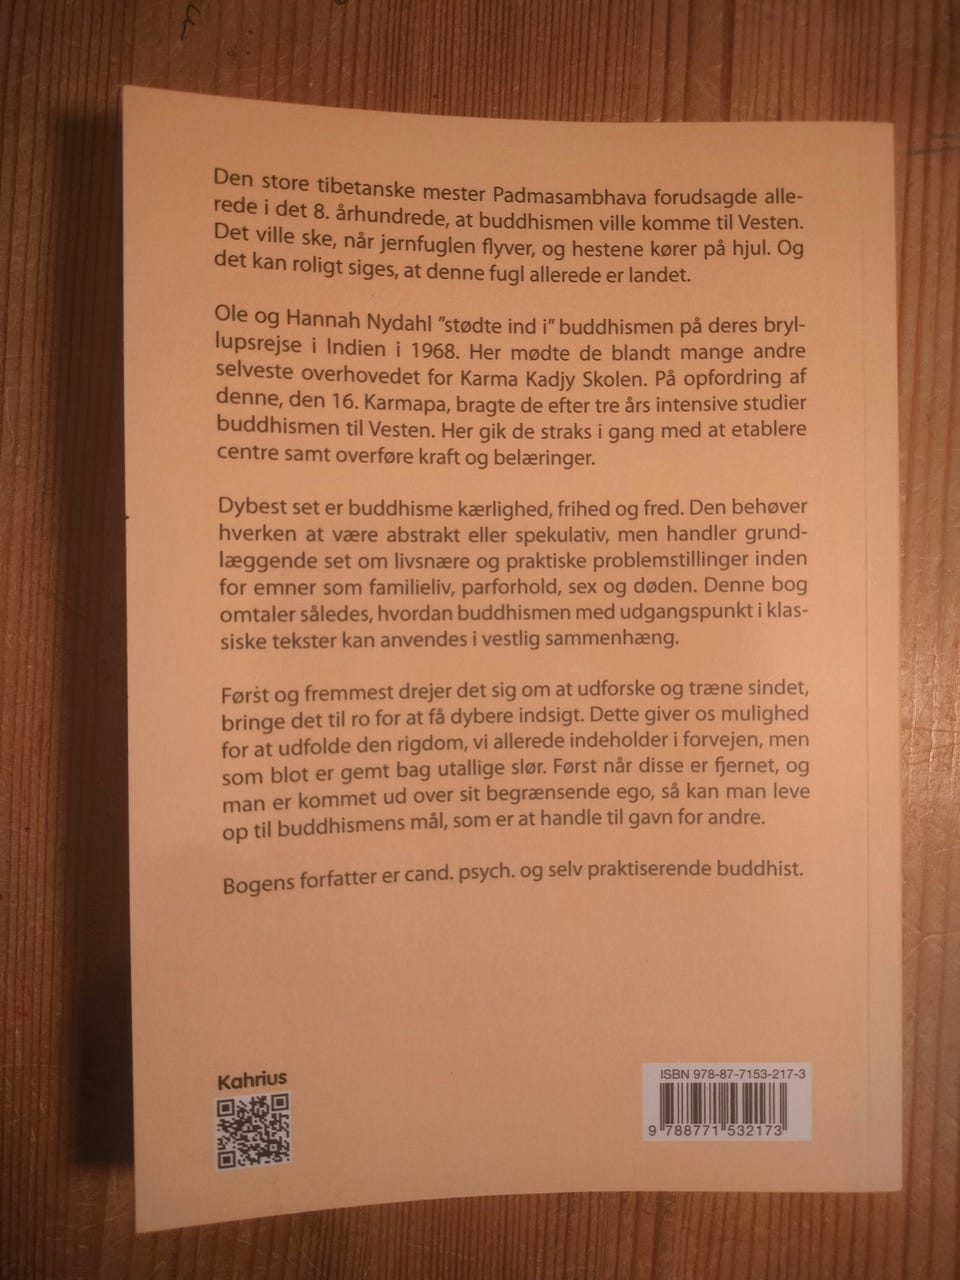 Den store tibetanske mester Padmasambhava forudsagde alle-
rede i det 8. århundrede, at buddhismen ville komme til Vesten.
Det ville ske, når jernfuglen flyver, og hestene kører på hjul. Og
det kan roligt siges, at denne fugl allerede er landet.
Ole og Hannah Nydahl "stødte ind i" buddhismen på deres bryl-
lupsrejse i Indien i 1968. Her mødte de blandt mange andre
selveste overhovedet for Karma Kadjy Skolen. På opfordring af
denne, den 16. Karmapa, bragte de efter tre års intensive studier
buddhismen til Vesten. Her gik de straks i gang med at etablere
centre samt overføre kraft og belæringer.
Dybest set er buddhisme kærlighed, frihed og fred. Den behøver
hverken at være abstrakt eller spekulativ, men handler grund-
læggende set om livsnære og praktiske problemstillinger inden
for emner som familieliv, parforhold, sex og døden. Denne bog
omtaler således, hvordan buddhismen med udgangspunkt i klas-
siske tekster kan anvendes i vestlig sammenhæng.
Først og fremmest drejer det sig om at udforske og træne sindet,
bringe det til ro for at få dybere indsigt. Dette giver os mulighed
for at udfolde den rigdom, vi allerede indeholder i forvejen, men
som blot er gemt bag utallige slør. Først når disse er fjernet, og
man er kommet ud over sit begrænsende ego, så kan man leve
op til buddhismens mål, som er at handle til gavn for andre.
Bogens forfatter er cand. psych. og selv praktiserende buddhist.
Kahrius
ISBN 978-87-7153-217-3
9 788771 532173